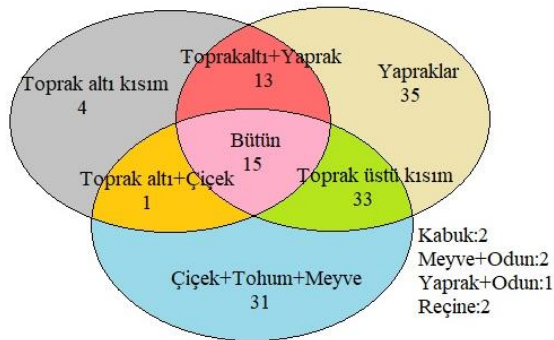 Toprakaltı+Yaprak
13
Toprak altı kısım
4
Yapraklar
35
Bütün
15
Toprak altı+Çiçek
1
Toprak üstü kısım
33
Çiçek+Tohum+Meyve
31
Kabuk:2
Meyve+Odun:2
Yaprak+Odun:1
Reçine:2